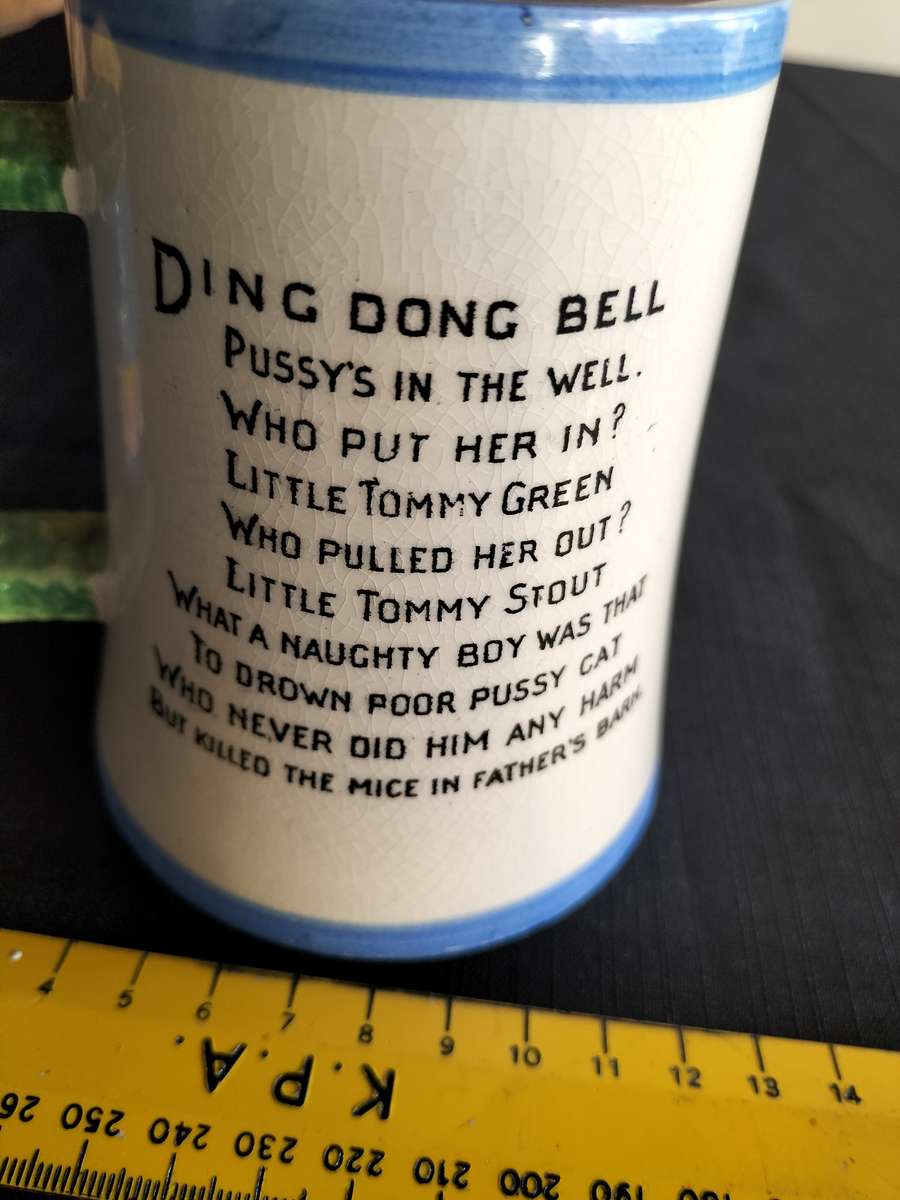 DING DONG BELL
PUSSY'S IN THE WELL.
WHO PUT HER IN?
LITTLE TOMMY GREEN
WHO PULLED HER OUT?
LITTLE TOMMY STOUT
WHAT A NAUGHTY BOY WAS THAT
TO DROWN POOR PUSSY CAT
WHO NEVER DID HIM ANY HARM
BUT KILLED THE MICE IN FATHER'S BARN.
4 5 6 7 8 9 10 11 12 13 14
K.P.A.
250 240 230 220 210 200 190